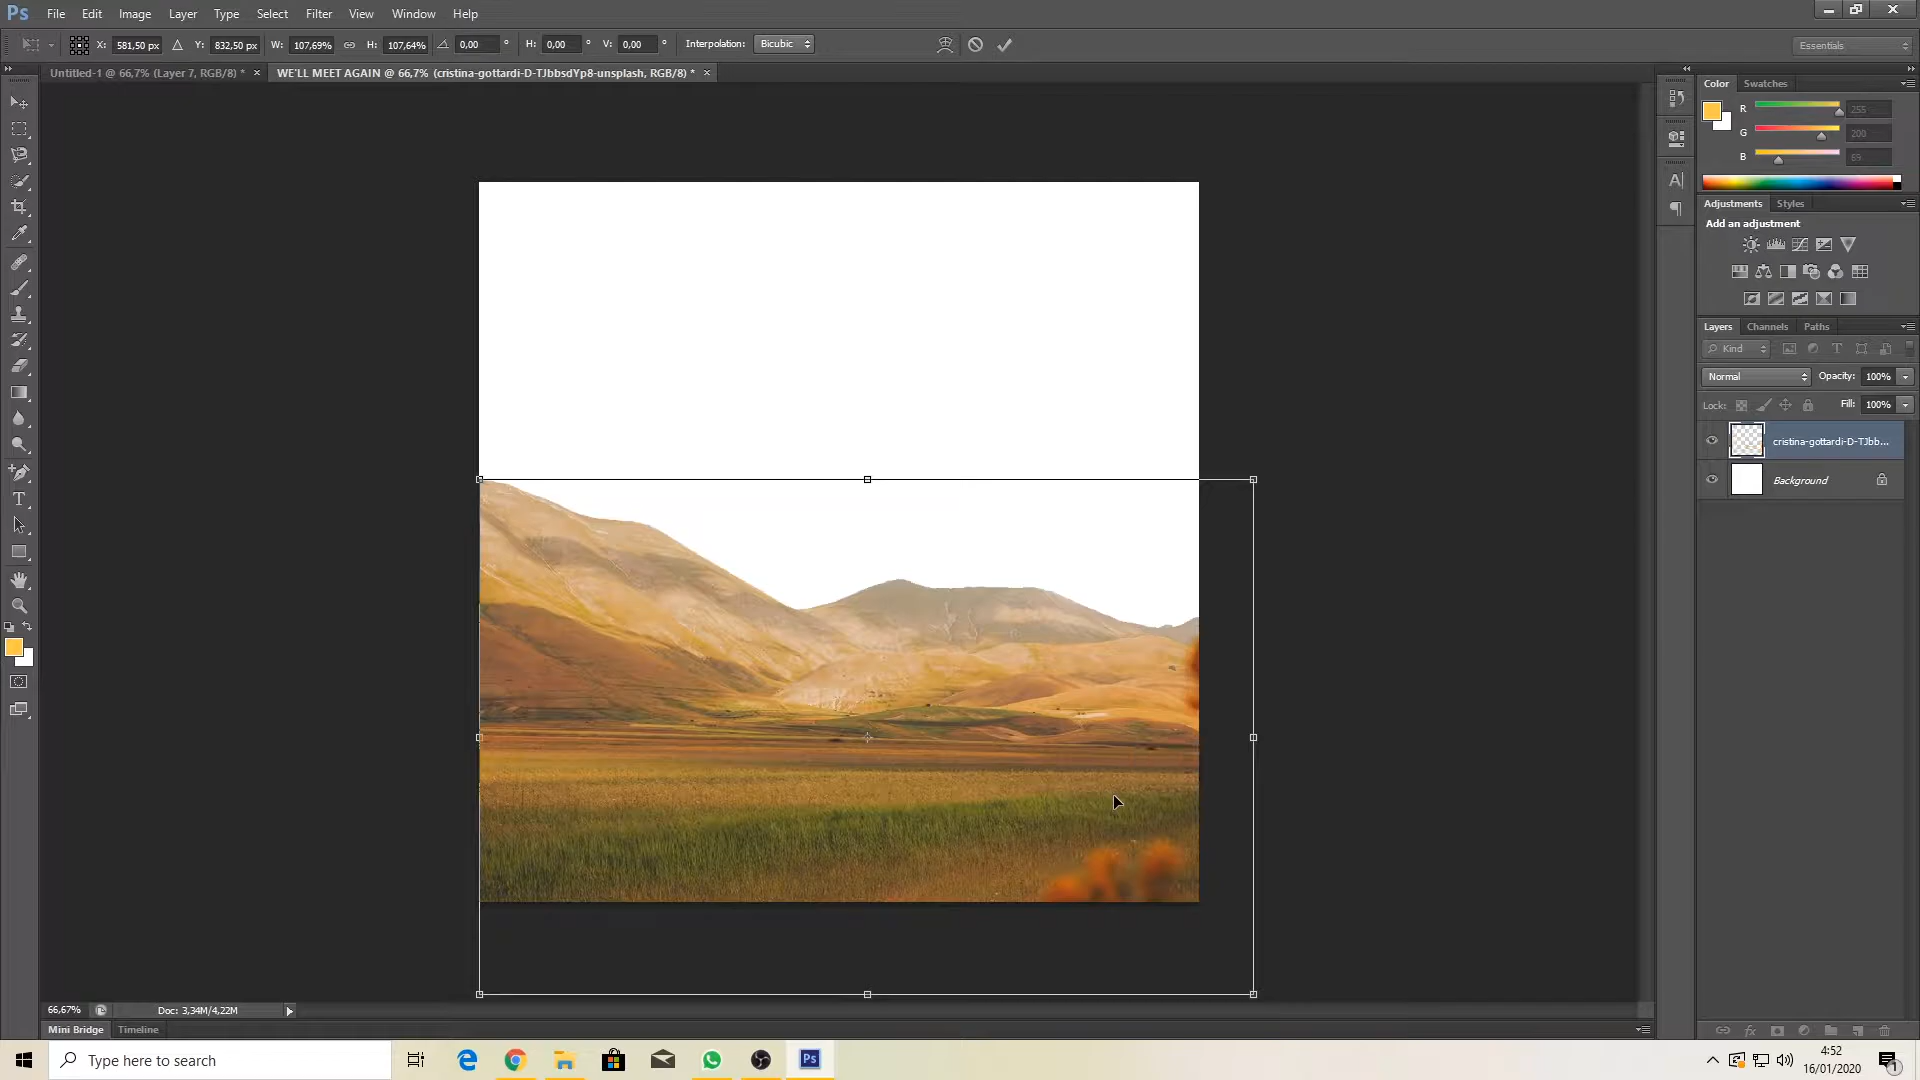 Ps File Edit Image Layer Type Select Filter View Window Help
X: 581,50 px Y: 832,50 px W: 107,69% H: 107,64% 0,00 ° H: 0,00 ° V: 0,00 ° Interpolation: Bicubic Essentials
Untitled-1 @ 66,7% (Layer 7, RGB/8) * × WE'LL MEET AGAIN @ 66,7% (cristina-gottardi-D-TJbbsdYp8-unsplash, RGB/8) * ×
Color Swatches
R 255
G 200
B 69
Adjustments Styles
Add an adjustment
Layers Channels Paths
Kind
Normal Opacity: 100%
Lock: Fill: 100%
cristina-gottardi-D-TJbb...
Background
66,67% Doc: 3,34M/4,22M
Mini Bridge Timeline
Type here to search
Ps
4:52
16/01/2020
1